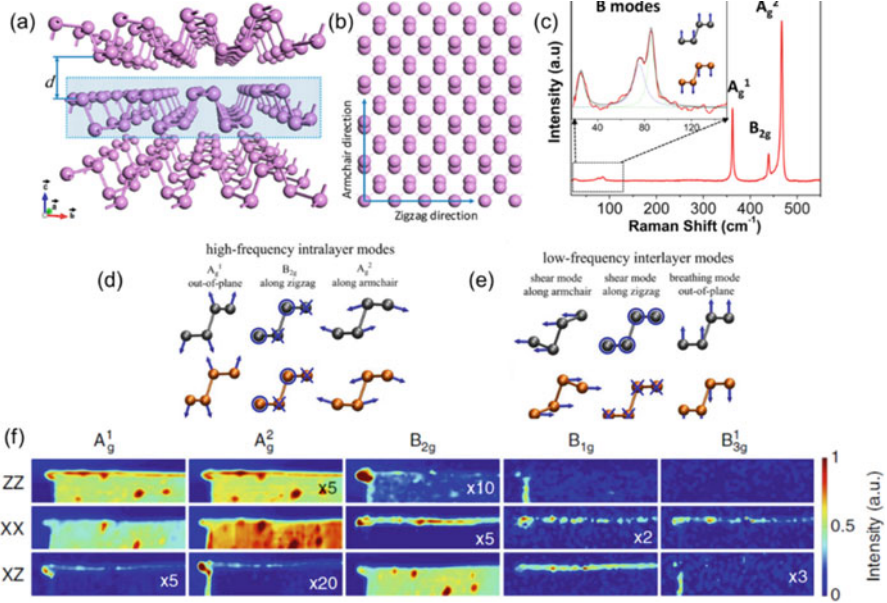 (a)
d
c
a
b
(b)
Armchair direction
Zigzag direction
(c)
B modes
40 80 120
Intensity (a.u)
A_g^1
B_2g
A_g^2
100 200 300 400 500
Raman Shift (cm-1)
(d)
high-frequency intralayer modes
A_g^1 B_2g A_g^2
out-of-plane along zigzag along armchair
(e)
low-frequency interlayer modes
shear mode shear mode breathing mode
along armchair along zigzag out-of-plane
(f)
A_g^1 A_g^2 B_2g B_1g B_3g^1
ZZ x5 x10
XX x5 x2
XZ x5 x20 x3
1
0.5
0
Intensity (a.u.)